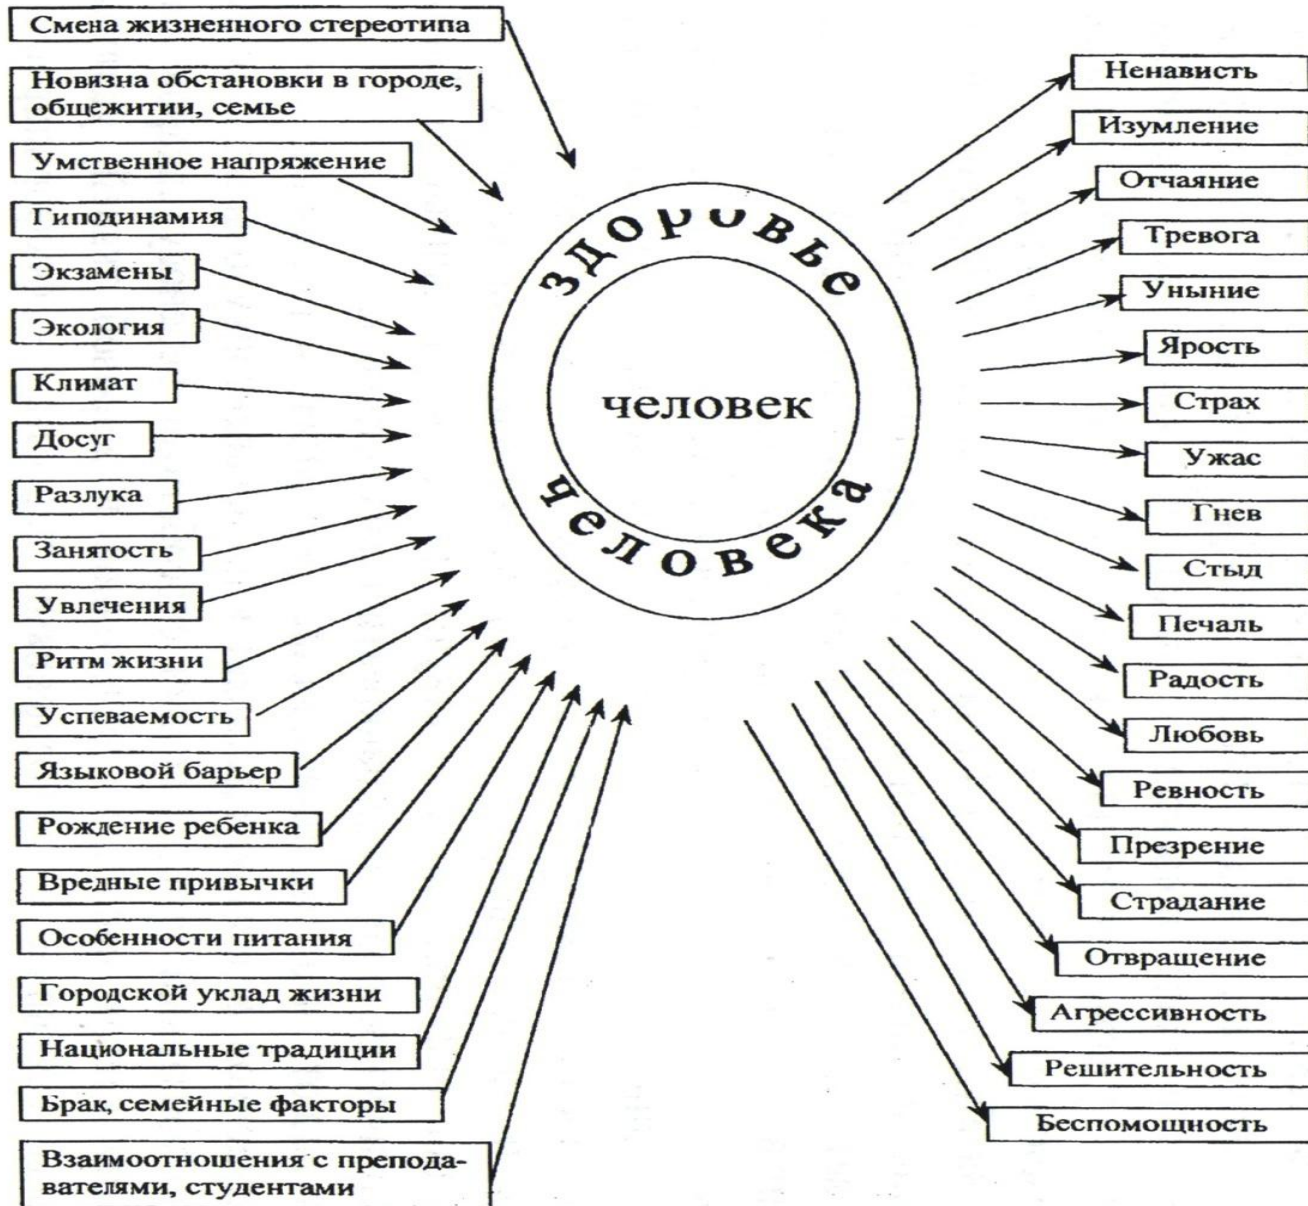 Смена жизненного стереотипа
Новизна обстановки в городе,
общежитии, семье
Умственное напряжение
Гиподинамия
Экзамены
Экология
Климат
Досуг
Разлука
Занятость
Увлечения
Ритм жизни
Успеваемость
Языковой барьер
Рождение ребенка
Вредные привычки
Особенности питания
Городской уклад жизни
Национальные традиции
Брак, семейные факторы
Взаимоотношения с препода-
вателями, студентами
здоровье
человек
человека
Ненависть
Изумление
Отчаяние
Тревога
Уныние
Ярость
Страх
Ужас
Гнев
Стыд
Печаль
Радость
Любовь
Ревность
Презрение
Страдание
Отвращение
Агрессивность
Решительность
Беспомощность